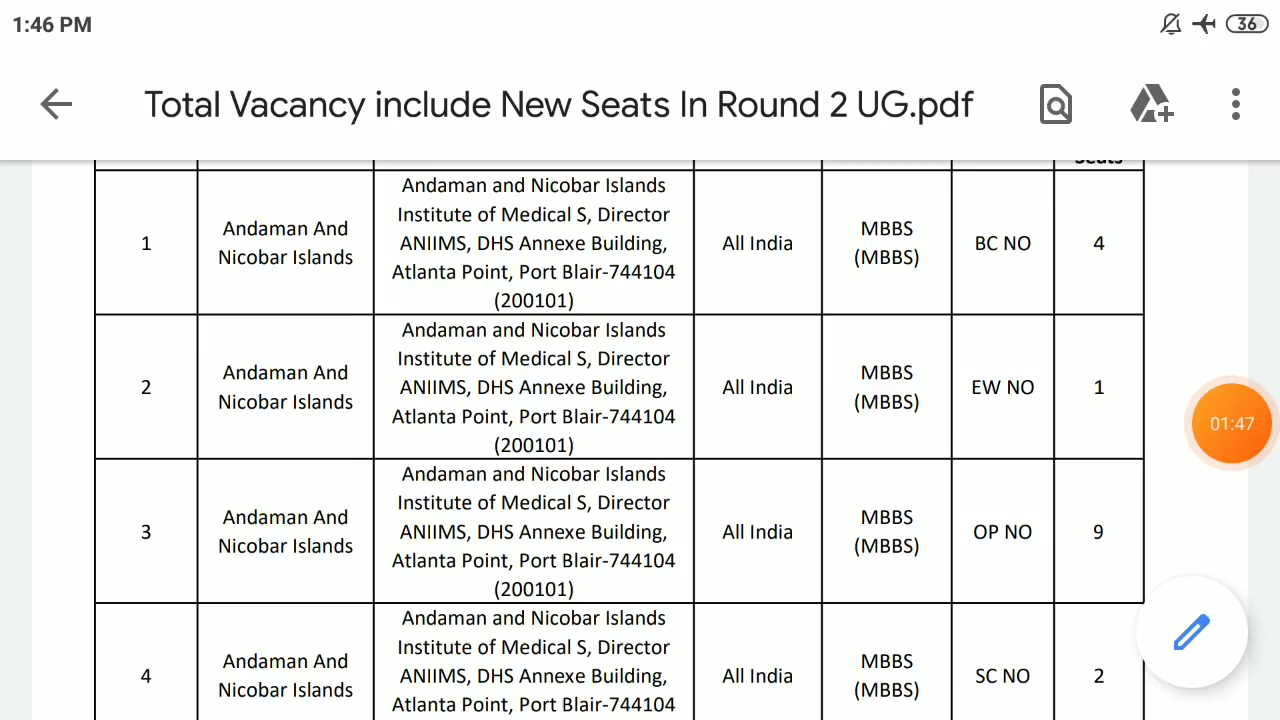 1:46 PM
36
Total Vacancy include New Seats In Round 2 UG.pdf
Seats
1
Andaman And
Nicobar Islands
Andaman and Nicobar Islands
Institute of Medical S, Director
ANIIMS, DHS Annexe Building,
Atlanta Point, Port Blair-744104
(200101)
All India
MBBS
(MBBS)
BC NO
4
2
Andaman And
Nicobar Islands
Andaman and Nicobar Islands
Institute of Medical S, Director
ANIIMS, DHS Annexe Building,
Atlanta Point, Port Blair-744104
(200101)
All India
MBBS
(MBBS)
EW NO
1
01:47
3
Andaman And
Nicobar Islands
Andaman and Nicobar Islands
Institute of Medical S, Director
ANIIMS, DHS Annexe Building,
Atlanta Point, Port Blair-744104
(200101)
All India
MBBS
(MBBS)
OP NO
9
4
Andaman And
Nicobar Islands
Andaman and Nicobar Islands
Institute of Medical S, Director
ANIIMS, DHS Annexe Building,
Atlanta Point, Port Blair-744104
All India
MBBS
(MBBS)
SC NO
2